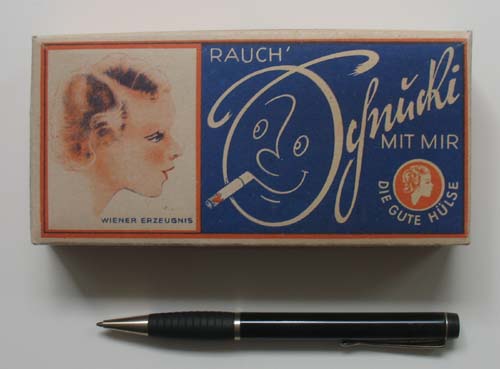 RAUCH'
Schnucki
MIT MIR
DIE GUTE HÜLSE
WIENER ERZEUGNIS